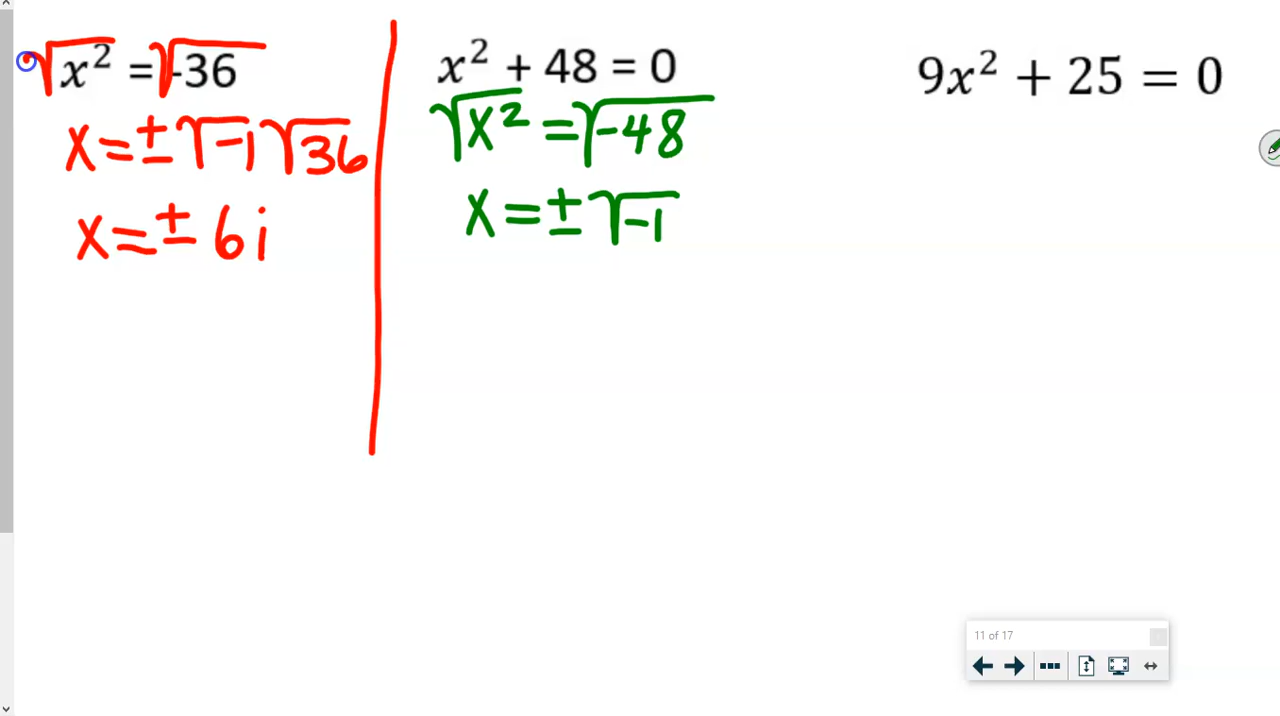 √x² = √-36
x = ± √-1 √36
x = ± 6i
x² + 48 = 0
√x² = √-48
x = ± √-1
9x² + 25 = 0
11 of 17